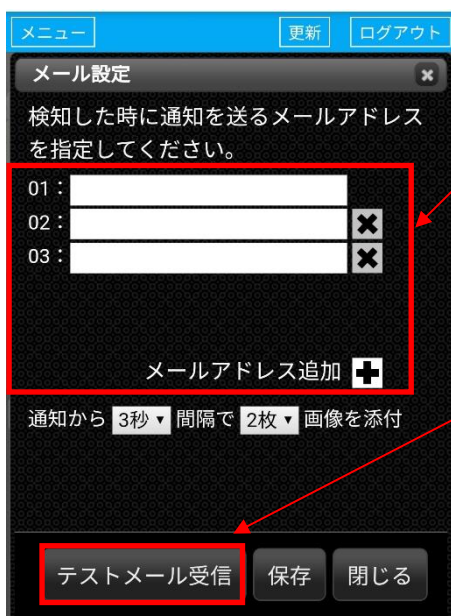 メニュー 更新 ログアウト
メール設定
検知した時に通知を送るメールアドレス
を指定してください。
01：
02：
03：
メールアドレス追加
通知から 3秒 間隔で 2枚 画像を添付
テストメール受信 保存 閉じる